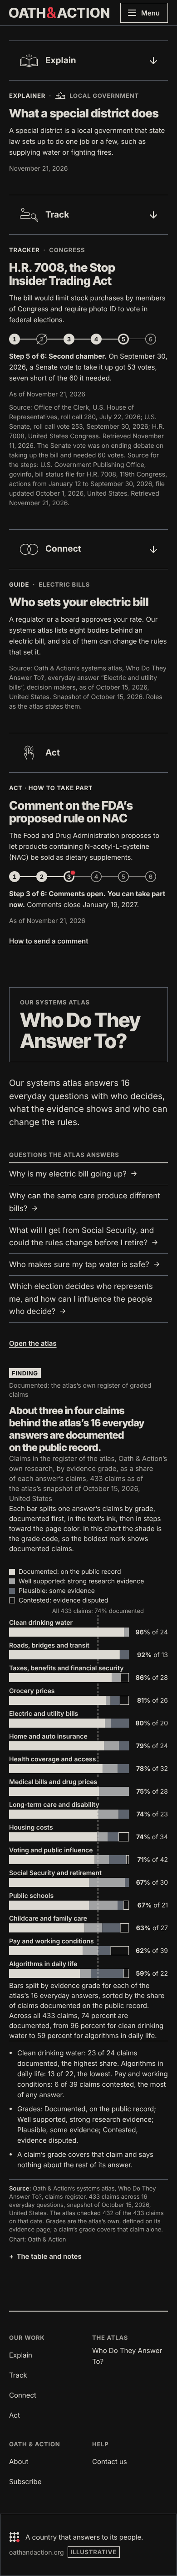 OATH&ACTION
Menu
Explain
EXPLAINER · LOCAL GOVERNMENT
What a special district does
A special district is a local government that state
law sets up to do one job or a few, such as
supplying water or fighting fires.
November 21, 2026
Track
TRACKER · CONGRESS
H.R. 7008, the Stop
Insider Trading Act
The bill would limit stock purchases by members
of Congress and require photo ID to vote in
federal elections.
1 2 3 4 5 6
Step 5 of 6: Second chamber. On September 30,
2026, a Senate vote to take it up got 53 votes,
seven short of the 60 it needed.
As of November 21, 2026
Source: Office of the Clerk, U.S. House of
Representatives, roll call 280, July 22, 2026; U.S.
Senate, roll call vote 253, September 30, 2026; H.R.
7008, United States Congress. Retrieved November
11, 2026. The Senate vote was on ending debate on
taking up the bill and needed 60 votes. Source for
the steps: U.S. Government Publishing Office,
govinfo, bill status file for H.R. 7008, 119th Congress,
actions from January 12 to September 30, 2026, file
updated October 1, 2026, United States. Retrieved
November 21, 2026.
Connect
GUIDE · ELECTRIC BILLS
Who sets your electric bill
A regulator or a board approves your rate. Our
systems atlas lists eight bodies behind an
electric bill, and six of them can change the rules
that set it.
Source: Oath & Action's systems atlas, Who Do They
Answer To?, everyday answer “Electric and utility
bills”, decision makers, as of October 15, 2026,
United States. Snapshot of October 15, 2026. Roles
as the atlas states them.
Act
ACT · HOW TO TAKE PART
Comment on the FDA’s
proposed rule on NAC
The Food and Drug Administration proposes to
let products containing N-acetyl-L-cysteine
(NAC) be sold as dietary supplements.
1 2 3 4 5 6
Step 3 of 6: Comments open. You can take part
now. Comments close January 19, 2027.
As of November 21, 2026
How to send a comment
OUR SYSTEMS ATLAS
Who Do They
Answer To?
Our systems atlas answers 16
everyday questions with who decides,
what the evidence shows and who can
change the rules.
QUESTIONS THE ATLAS ANSWERS
Why is my electric bill going up? →
Why can the same care produce different
bills? →
What will I get from Social Security, and
could the rules change before I retire? →
Who makes sure my tap water is safe? →
Which election decides who represents
me, and how can I influence the people
who decide? →
Open the atlas
FINDING
Documented: the atlas’s own register of graded
claims
About three in four claims
behind the atlas’s 16 everyday
answers are documented
on the public record.
Claims in the register of the atlas, Oath & Action’s
own research, by evidence grade, as a share
of each answer’s claims, 433 claims as of
the atlas’s snapshot of October 15, 2026,
United States
Each bar splits one answer’s claims by grade,
documented first, in the text’s ink, then in steps
toward the page color. In this chart the shade is
the grade code, so the boldest mark shows
documented claims.
Documented: on the public record
Well supported: strong research evidence
Plausible: some evidence
Contested: evidence disputed
All 433 claims: 74% documented
Clean drinking water
96% of 24
Roads, bridges and transit
92% of 13
Taxes, benefits and financial security
86% of 28
Grocery prices
81% of 26
Electric and utility bills
80% of 20
Home and auto insurance
79% of 24
Health coverage and access
78% of 32
Medical bills and drug prices
75% of 28
Long-term care and disability
74% of 23
Housing costs
74% of 34
Voting and public influence
71% of 42
Social Security and retirement
67% of 30
Public schools
67% of 21
Childcare and family care
63% of 27
Pay and working conditions
62% of 39
Algorithms in daily life
59% of 22
Bars split by evidence grade for each of the
atlas’s 16 everyday answers, sorted by the share
of claims documented on the public record.
Across all 433 claims, 74 percent are
documented, from 96 percent for clean drinking
water to 59 percent for algorithms in daily life.
• Clean drinking water: 23 of 24 claims
documented, the highest share. Algorithms in
daily life: 13 of 22, the lowest. Pay and working
conditions: 6 of 39 claims contested, the most
of any answer.
• Grades: Documented, on the public record;
Well supported, strong research evidence;
Plausible, some evidence; Contested,
evidence disputed.
• A claim’s grade covers that claim and says
nothing about the rest of its answer.
Source: Oath & Action’s systems atlas, Who Do They
Answer To?, claims register, 433 claims across 16
everyday questions, snapshot of October 15, 2026,
United States. The atlas checked 432 of the 433 claims
on that date. Grades are the atlas’s own, defined on its
evidence page; a claim’s grade covers that claim alone.
Chart: Oath & Action
+ The table and notes
OUR WORK
Explain
Track
Connect
Act
THE ATLAS
Who Do They Answer
To?
OATH & ACTION
About
Subscribe
HELP
Contact us
A country that answers to its people.
oathandaction.org ILLUSTRATIVE